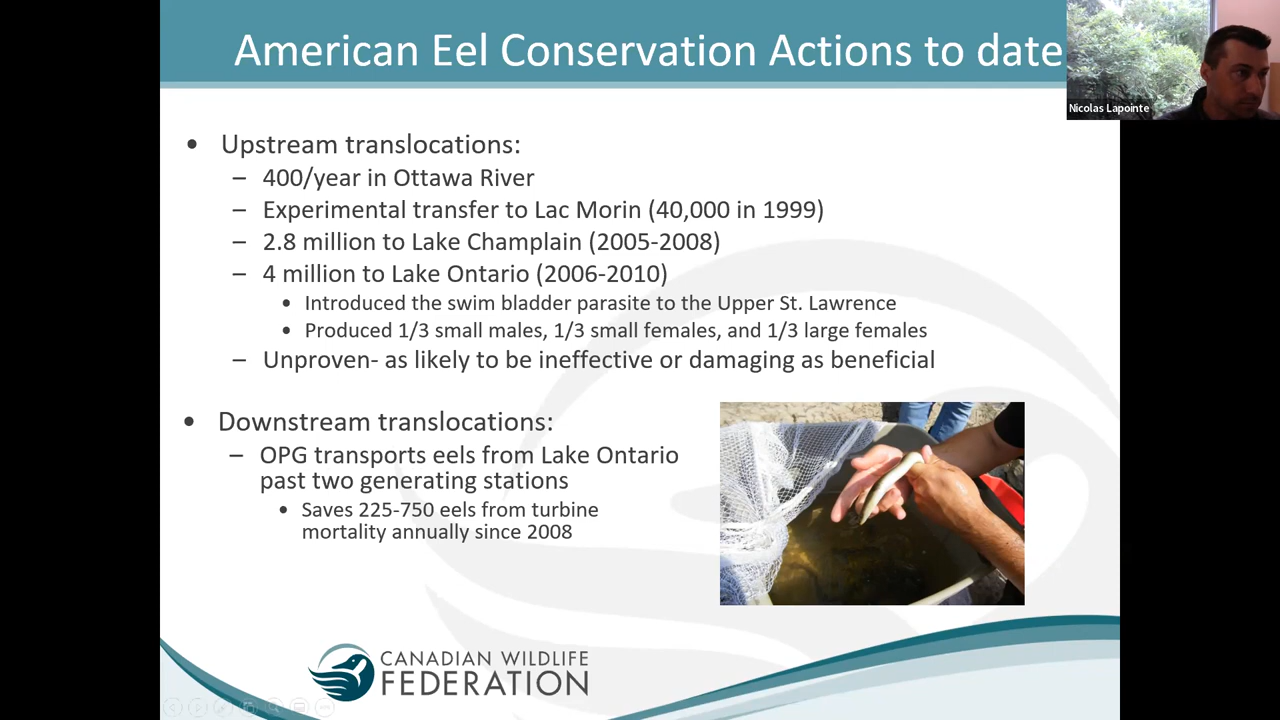 American Eel Conservation Actions to date
Nicolas Lapointe
• Upstream translocations:
– 400/year in Ottawa River
– Experimental transfer to Lac Morin (40,000 in 1999)
– 2.8 million to Lake Champlain (2005-2008)
– 4 million to Lake Ontario (2006-2010)
• Introduced the swim bladder parasite to the Upper St. Lawrence
• Produced 1/3 small males, 1/3 small females, and 1/3 large females
– Unproven- as likely to be ineffective or damaging as beneficial
• Downstream translocations:
– OPG transports eels from Lake Ontario
past two generating stations
• Saves 225-750 eels from turbine
mortality annually since 2008
CANADIAN WILDLIFE
FEDERATION